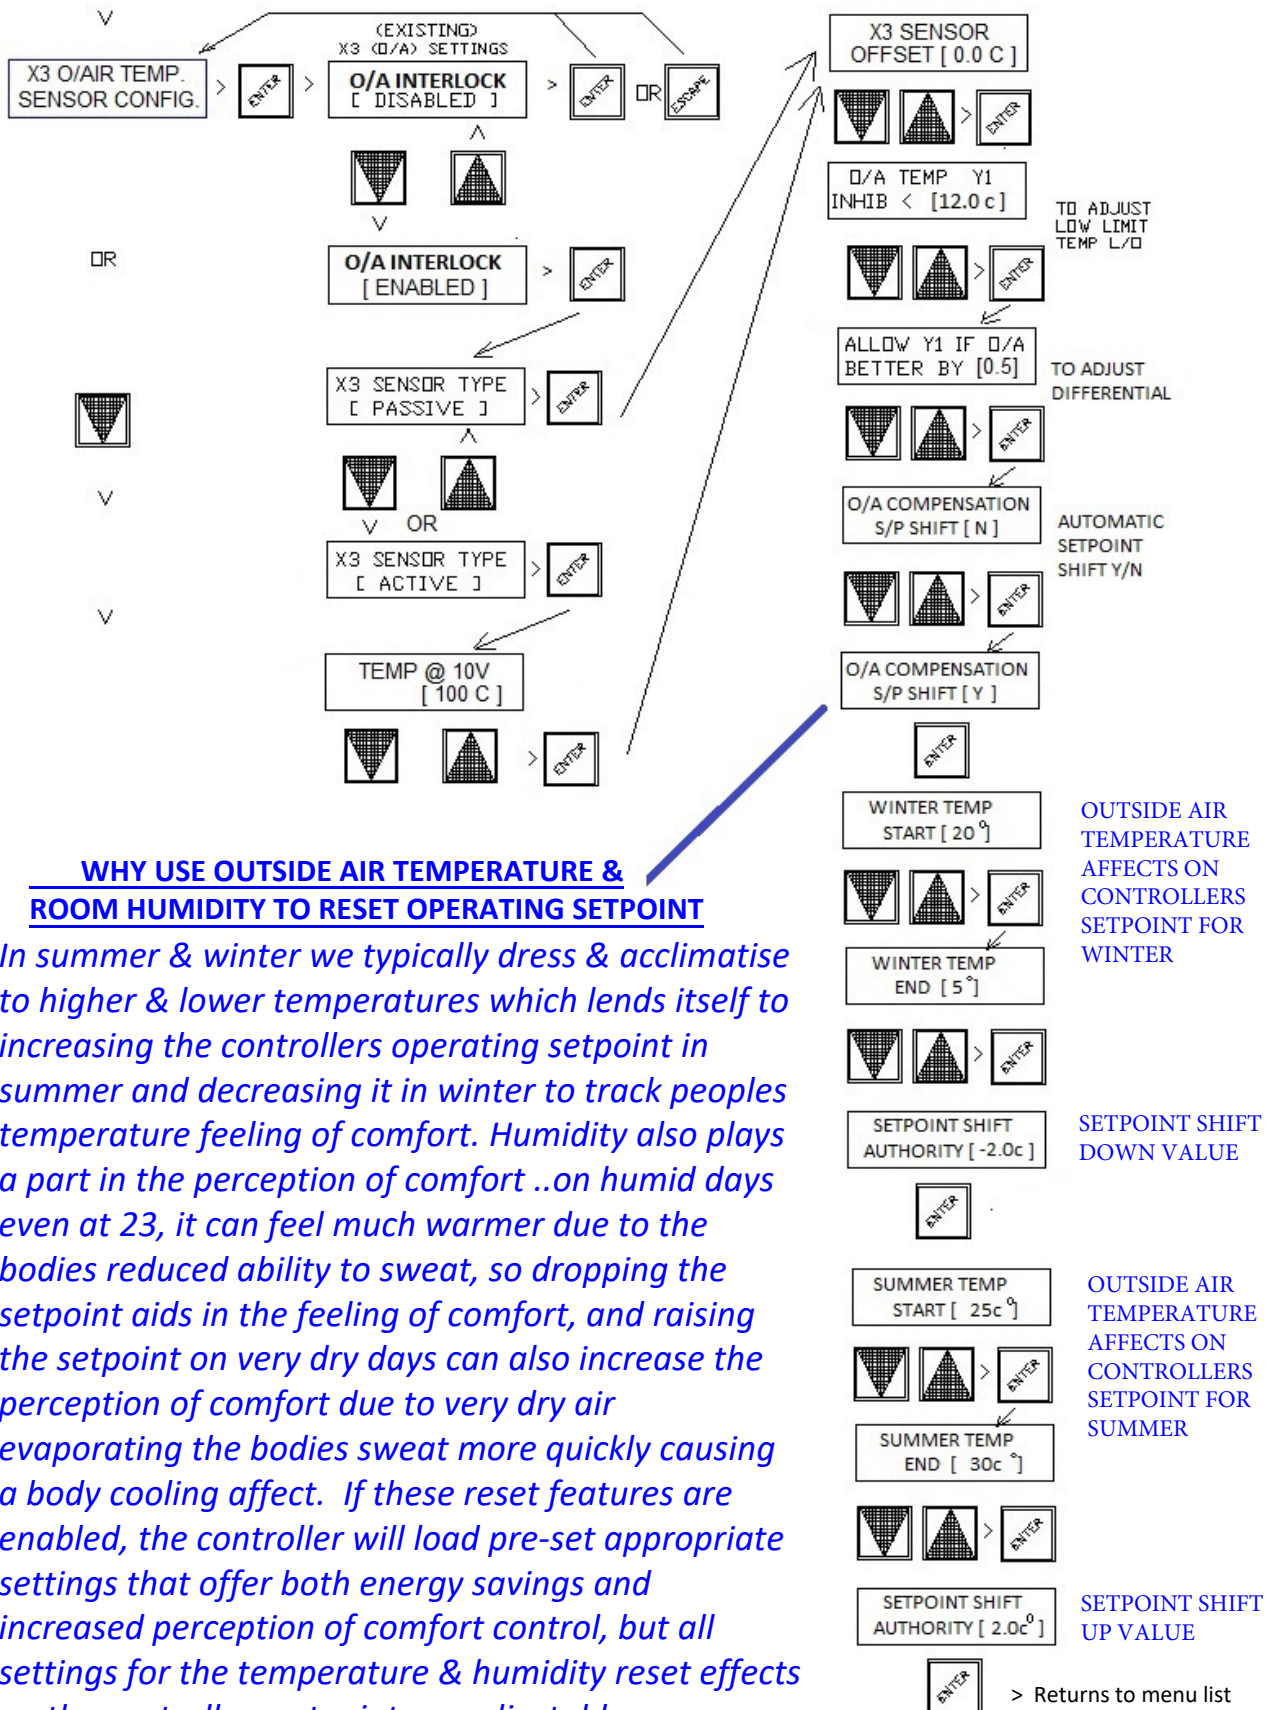 (EXISTING)
X3 (O/A) SETTINGS
X3 O/AIR TEMP.
SENSOR CONFIG.
>
ENTER
>
O/A INTERLOCK
[ DISABLED ]
>
ENTER
OR
ESCAPE
OR
O/A INTERLOCK
[ ENABLED ]
>
ENTER
X3 SENSOR TYPE
[ PASSIVE ]
>
ENTER
OR
X3 SENSOR TYPE
[ ACTIVE ]
>
ENTER
TEMP @ 10V
[ 100 C ]
>
ENTER
X3 SENSOR
OFFSET [ 0.0 C ]
>
ENTER
O/A TEMP Y1
INHIB < [12.0 c ]
TO ADJUST
LOW LIMIT
TEMP L/O
>
ENTER
ALLOW Y1 IF O/A
BETTER BY [0.5]
TO ADJUST
DIFFERENTIAL
>
ENTER
O/A COMPENSATION
S/P SHIFT [ N ]
AUTOMATIC
SETPOINT
SHIFT Y/N
>
ENTER
O/A COMPENSATION
S/P SHIFT [ Y ]
ENTER
WINTER TEMP
START [ 20 °]
OUTSIDE AIR
TEMPERATURE
AFFECTS ON
CONTROLLERS
SETPOINT FOR
WINTER
>
ENTER
WINTER TEMP
END [ 5 °]
>
ENTER
SETPOINT SHIFT
AUTHORITY [ -2.0c ]
SETPOINT SHIFT
DOWN VALUE
ENTER
SUMMER TEMP
START [ 25c °]
OUTSIDE AIR
TEMPERATURE
AFFECTS ON
CONTROLLERS
SETPOINT FOR
SUMMER
>
ENTER
SUMMER TEMP
END [ 30c °]
>
ENTER
SETPOINT SHIFT
AUTHORITY [ 2.0c° ]
SETPOINT SHIFT
UP VALUE
ENTER
> Returns to menu list
WHY USE OUTSIDE AIR TEMPERATURE &
ROOM HUMIDITY TO RESET OPERATING SETPOINT
In summer & winter we typically dress & acclimatise
to higher & lower temperatures which lends itself to
increasing the controllers operating setpoint in
summer and decreasing it in winter to track peoples
temperature feeling of comfort. Humidity also plays
a part in the perception of comfort ..on humid days
even at 23, it can feel much warmer due to the
bodies reduced ability to sweat, so dropping the
setpoint aids in the feeling of comfort, and raising
the setpoint on very dry days can also increase the
perception of comfort due to very dry air
evaporating the bodies sweat more quickly causing
a body cooling affect. If these reset features are
enabled, the controller will load pre-set appropriate
settings that offer both energy savings and
increased perception of comfort control, but all
settings for the temperature & humidity reset effects